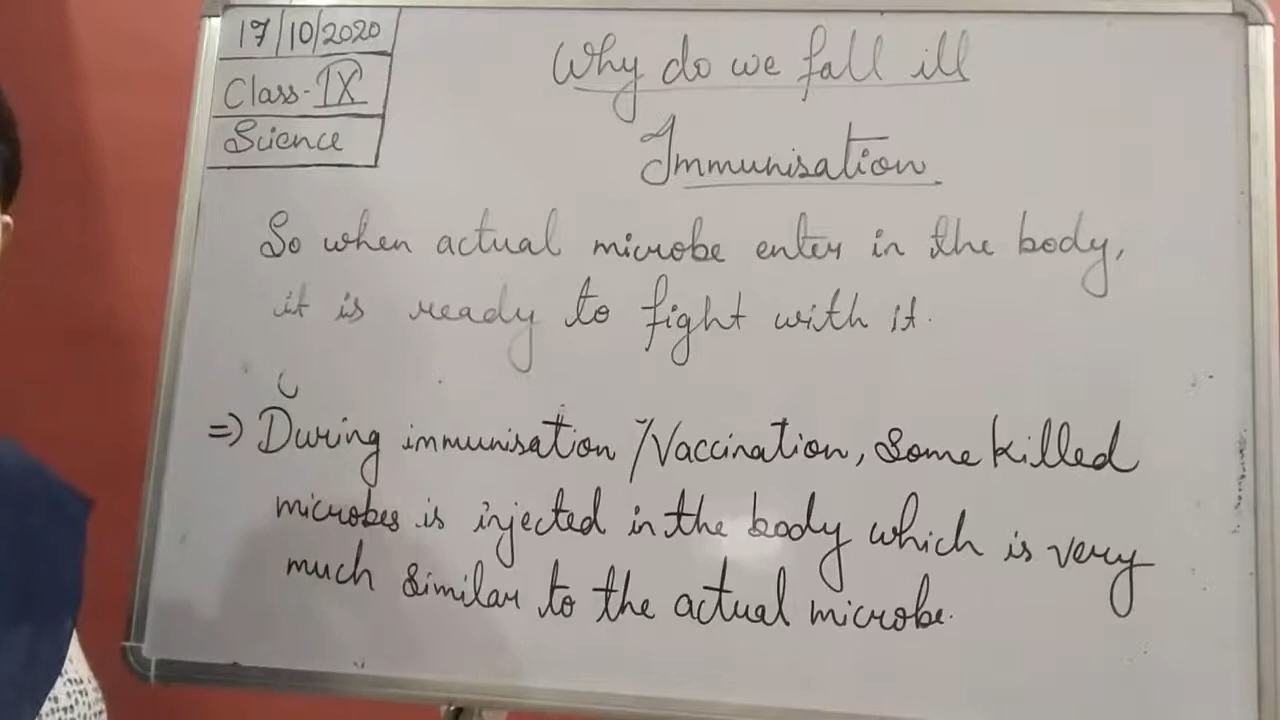 17/10/2020
Class-IX
Science
Why do we fall ill
Immunisation
So when actual microbe enter in the body,
it is ready to fight with it.
=> During immunisation /Vaccination, Some killed
microbes is injected in the body which is very
much similar to the actual microbe.